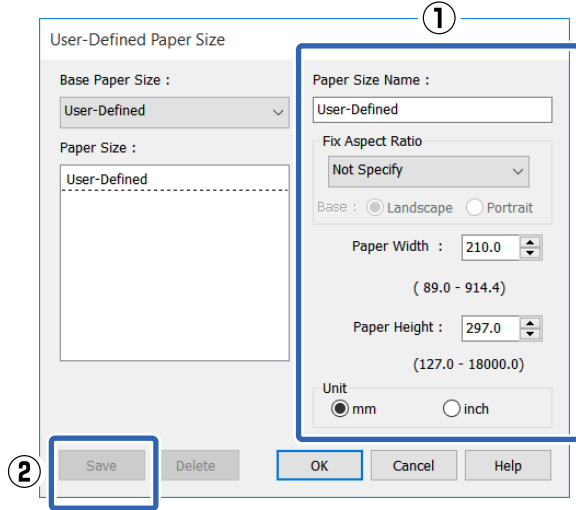 ①
User-Defined Paper Size
Base Paper Size :
User-Defined
Paper Size :
User-Defined
Paper Size Name :
User-Defined
Fix Aspect Ratio
Not Specify
Base : Landscape Portrait
Paper Width : 210.0
( 89.0 - 914.4)
Paper Height : 297.0
(127.0 - 18000.0)
Unit
mm inch
②
Save Delete OK Cancel Help